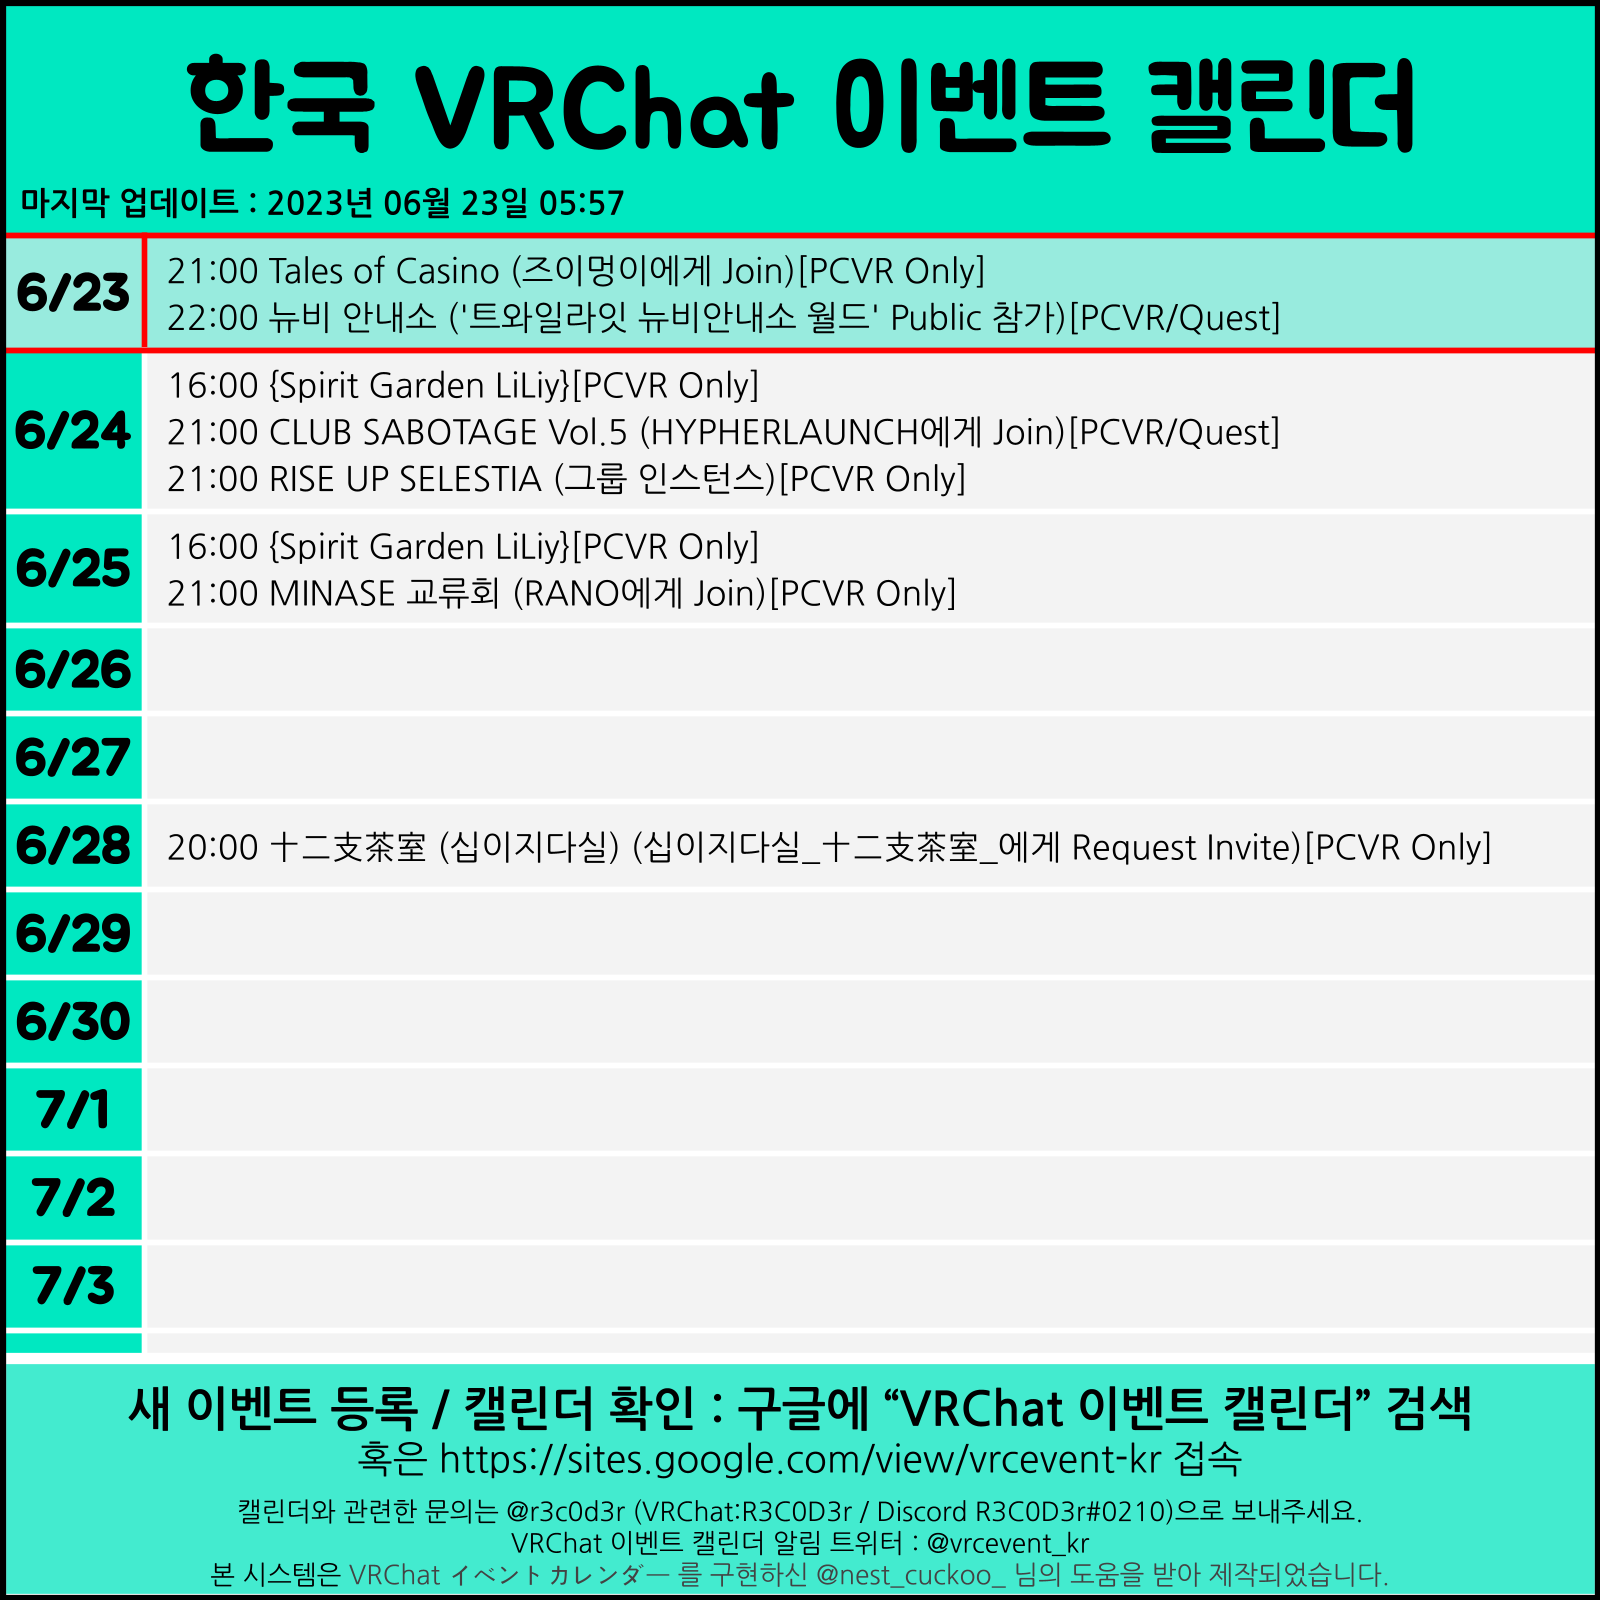 한국 VRChat 이벤트 캘린더
마지막 업데이트 : 2023년 06월 23일 05:57
6/23
21:00 Tales of Casino (즈이멍이에게 Join)[PCVR Only]
22:00 뉴비 안내소 ('트와일라잇 뉴비안내소 월드' Public 참가)[PCVR/Quest]
6/24
16:00 {Spirit Garden LiLiy}[PCVR Only]
21:00 CLUB SABOTAGE Vol.5 (HYPHERLAUNCH에게 Join)[PCVR/Quest]
21:00 RISE UP SELESTIA (그룹 인스턴스)[PCVR Only]
6/25
16:00 {Spirit Garden LiLiy}[PCVR Only]
21:00 MINASE 교류회 (RANO에게 Join)[PCVR Only]
6/26
6/27
6/28
20:00 十二支茶室 (십이지다실) (십이지다실_十二支茶室_에게 Request Invite)[PCVR Only]
6/29
6/30
7/1
7/2
7/3
새 이벤트 등록 / 캘린더 확인 : 구글에 “VRChat 이벤트 캘린더” 검색
혹은 https://sites.google.com/view/vrcevent-kr 접속
캘린더와 관련한 문의는 @r3c0d3r (VRChat:R3C0D3r / Discord R3C0D3r#0210)으로 보내주세요.
VRChat 이벤트 캘린더 알림 트위터 : @vrcevent_kr
본 시스템은 VRChat イベントカレンダー 를 구현하신 @nest_cuckoo_ 님의 도움을 받아 제작되었습니다.